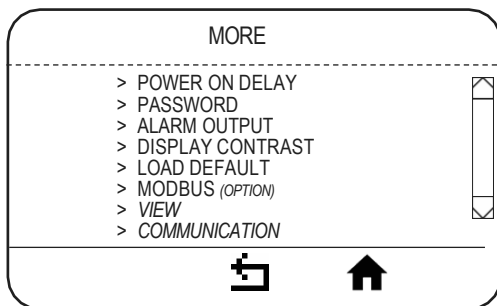 MORE
> POWER ON DELAY
> PASSWORD
> ALARM OUTPUT
> DISPLAY CONTRAST
> LOAD DEFAULT
> MODBUS (OPTION)
> VIEW
> COMMUNICATION